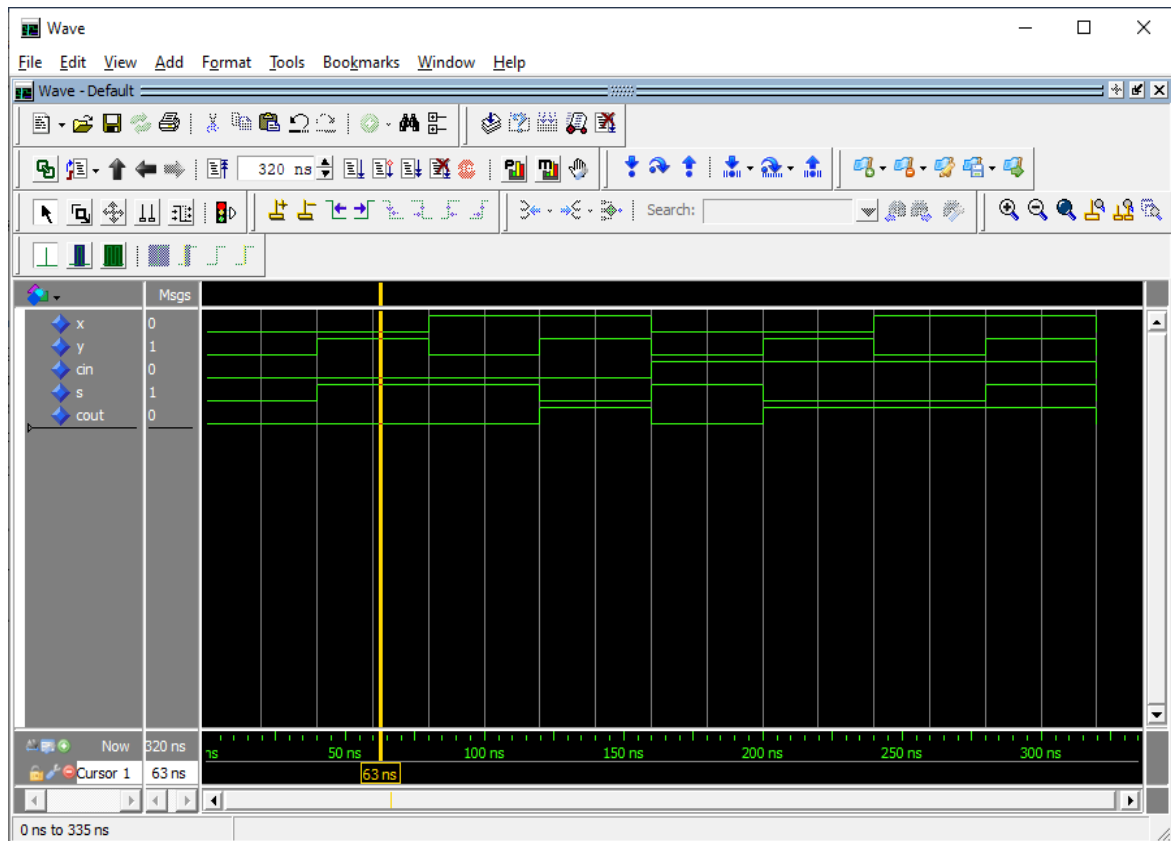 Wave
File Edit View Add Format Tools Bookmarks Window Help
Wave - Default
320 ns
Search:
Msgs
x 0
y 1
cin 0
s 1
cout 0
Now 320 ns
ns 50 ns 100 ns 150 ns 200 ns 250 ns 300 ns
Cursor 1 63 ns
63 ns
0 ns to 335 ns